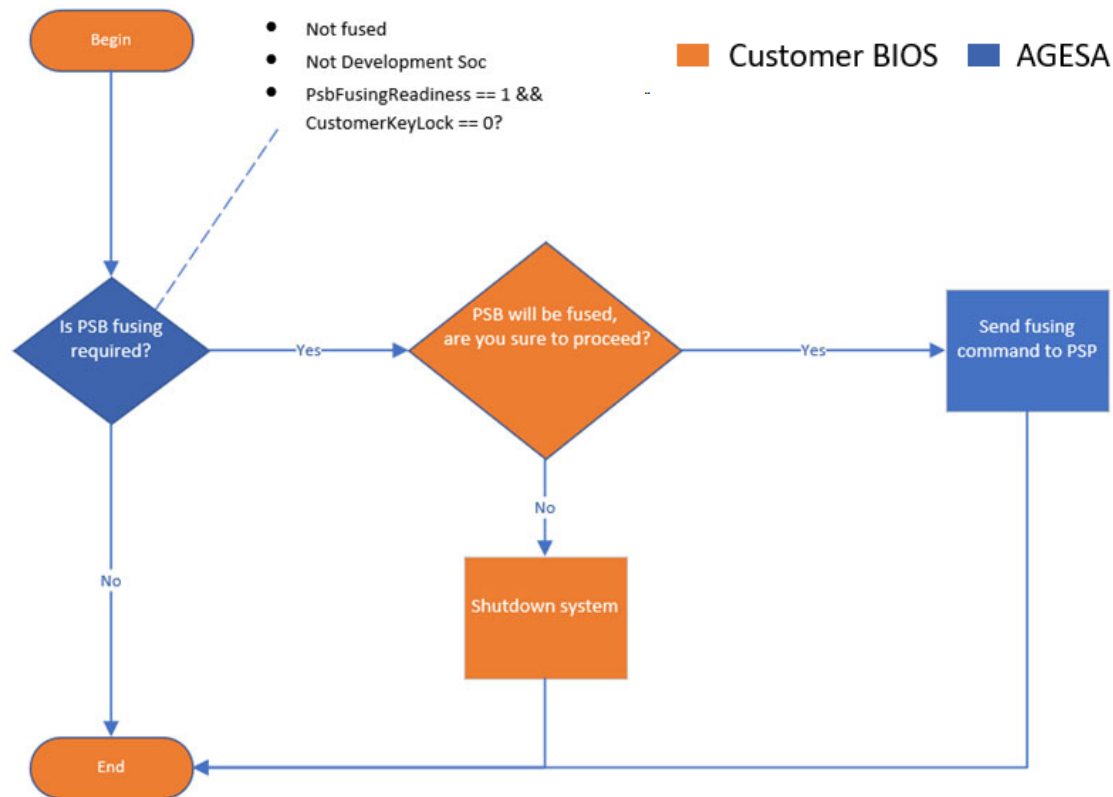 Begin
• Not fused
• Not Development Soc
• PsbFusingReadiness == 1 &&
CustomerKeyLock == 0?
Customer BIOS
AGESA
Is PSB fusing
required?
Yes
PSB will be fused,
are you sure to proceed?
Yes
Send fusing
command to PSP
No
No
Shutdown system
End